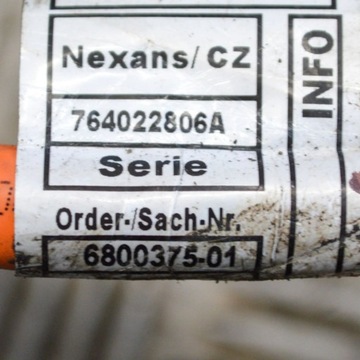 Nexans/ CZ
764022806A
Serie
Order-/Sach-Nr.
6800375-01
INFO